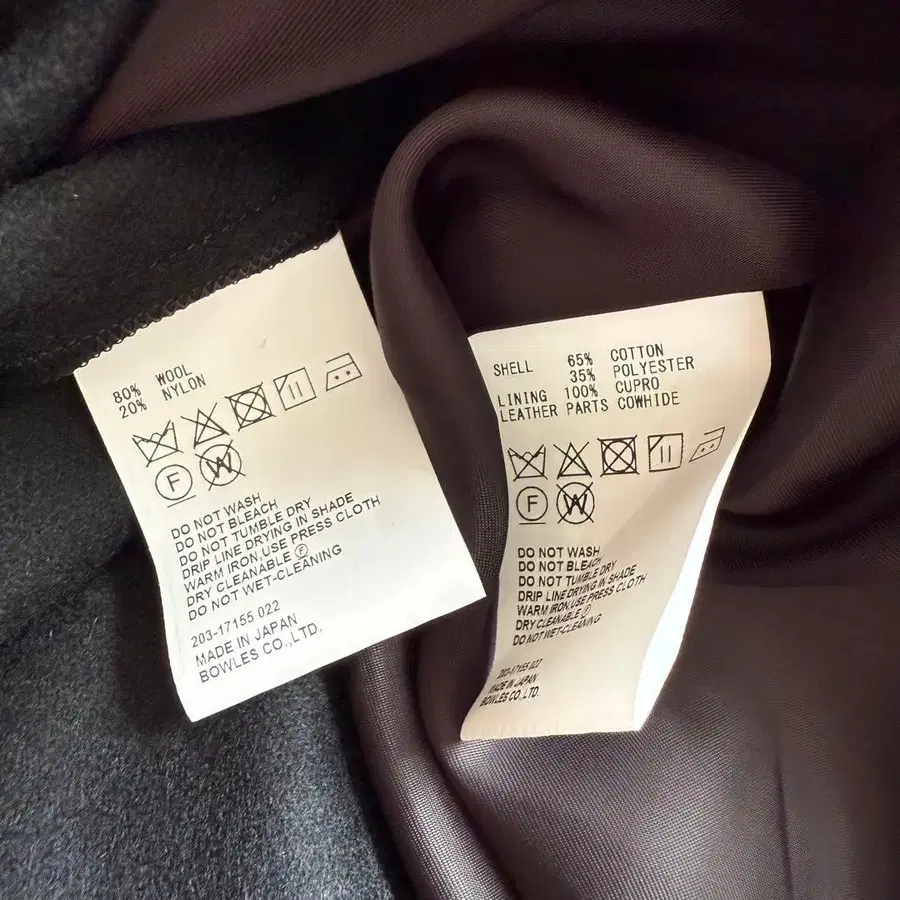 80% WOOL
20% NYLON
F W
DO NOT WASH
DO NOT BLEACH
DO NOT TUMBLE DRY
DRIP LINE DRYING IN SHADE
WARM IRON,USE PRESS CLOTH
DRY CLEANABLE Ⓕ
DO NOT WET-CLEANING
203-17155 022
MADE IN JAPAN
BOWLES CO.,LTD.
SHELL 65% COTTON
35% POLYESTER
LINING 100% CUPRO
LEATHER PARTS COWHIDE
F W
DO NOT WASH
DO NOT BLEACH
DO NOT TUMBLE DRY
DRIP LINE DRYING IN SHADE
WARM IRON,USE PRESS CLOTH
DRY CLEANABLE Ⓕ
DO NOT WET-CLEANING
203-17155 022
MADE IN JAPAN
BOWLES CO.,LTD.